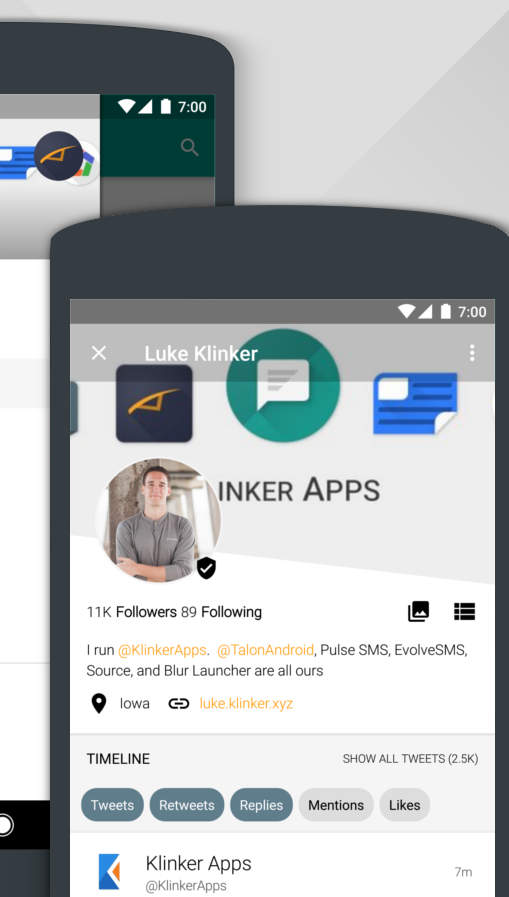 7:00
7:00
Luke Klinker
INKER APPS
11K Followers 89 Following
I run @KlinkerApps. @TalonAndroid, Pulse SMS, EvolveSMS,
Source, and Blur Launcher are all ours
Iowa luke.klinker.xyz
TIMELINE SHOW ALL TWEETS (2.5K)
Tweets Retweets Replies Mentions Likes
Klinker Apps 7m
@KlinkerApps